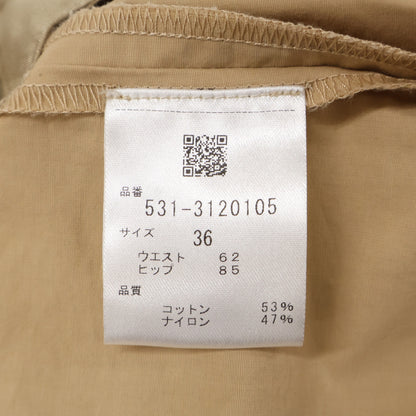 品番
531-3120105
サイズ 36
ウエスト 62
ヒップ 85
品質
コットン 53%
ナイロン 47%